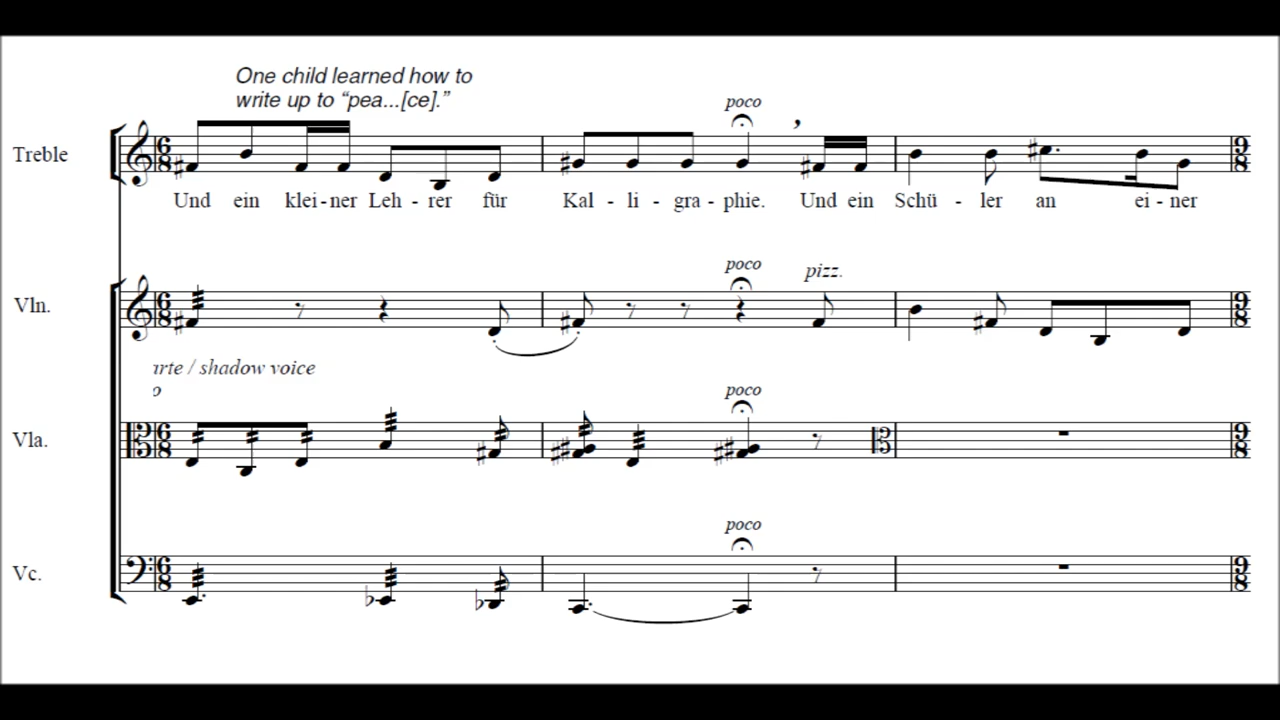 One child learned how to
write up to “pea...[ce].”
poco
Treble
Und ein klei-ner Leh - rer für Kal - li - gra - phie. Und ein Schü - ler an ei - ner
poco
pizz.
Vln.
arte / shadow voice
o
poco
Vla.
poco
Vc.